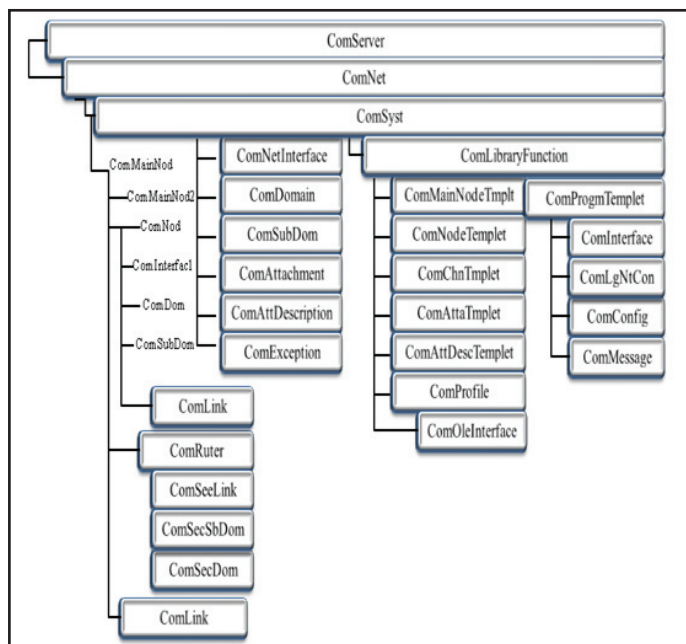 ComServer
ComNet
ComSyst
ComMainNod
ComMainNod2
ComNod
ComInterfac1
ComDom
ComSubDom
ComNetInterface
ComDomain
ComSubDom
ComAttachment
ComAttDescription
ComException
ComLibraryFunction
ComMainNodeTmplt
ComNodeTemplet
ComChnTmplet
ComAttaTmplet
ComAttDescTemplet
ComProfile
ComOleInterface
ComProgmTemplet
ComInterface
ComLgNtCon
ComConfig
ComMessage
ComLink
ComRuter
ComSeeLink
ComSecSbDom
ComSecDom
ComLink